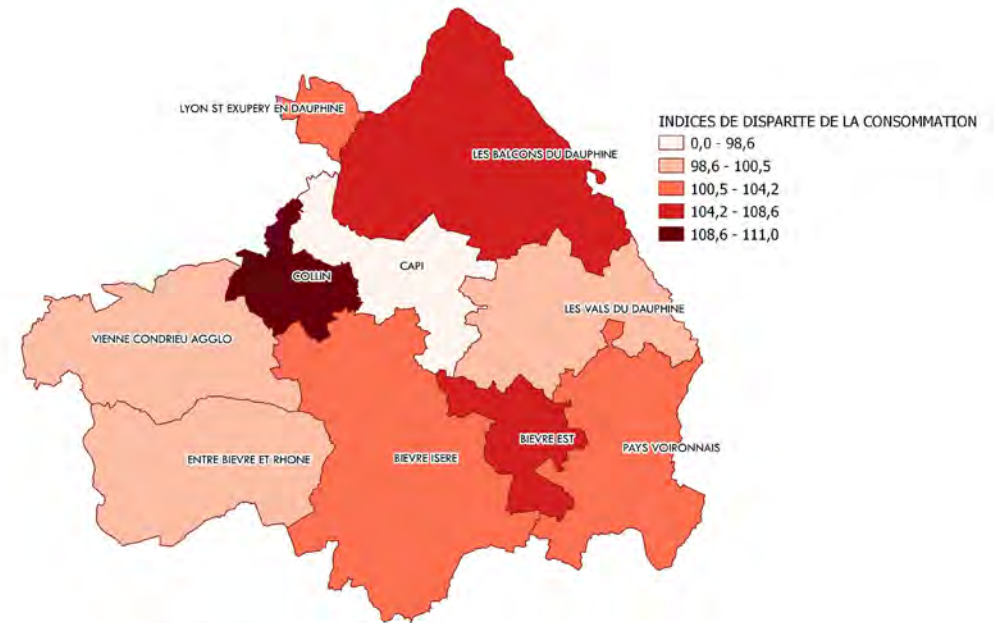 LYON ST EXUPERY EN DAUPHINE
LES BALCONS DU DAUPHINE
INDICES DE DISPARITE DE LA CONSOMMATION
0,0 - 98,6
98,6 - 100,5
100,5 - 104,2
104,2 - 108,6
108,6 - 111,0
COLLIN
CAPI
LES VALS DU DAUPHINE
VIENNE CONDRIEU AGGLO
BIEVRE EST
PAYS VOIRONNAIS
ENTRE BIEVRE ET RHONE
BIEVRE ISERE